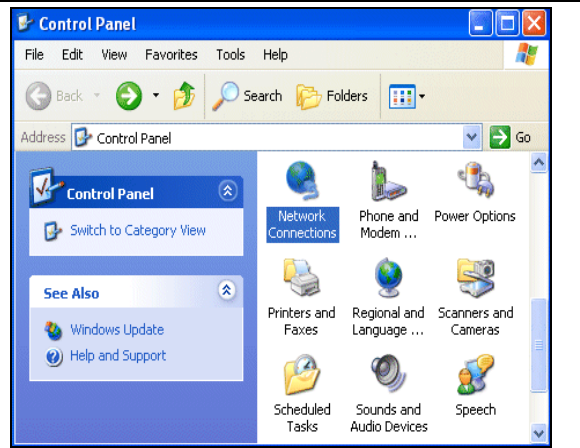 Control Panel
File Edit View Favorites Tools Help
Back Search Folders
Address Control Panel Go
Control Panel
Switch to Category View
See Also
Windows Update
Help and Support
Network
Connections
Phone and
Modem ...
Power Options
Printers and
Faxes
Regional and
Language ...
Scanners and
Cameras
Scheduled
Tasks
Sounds and
Audio Devices
Speech